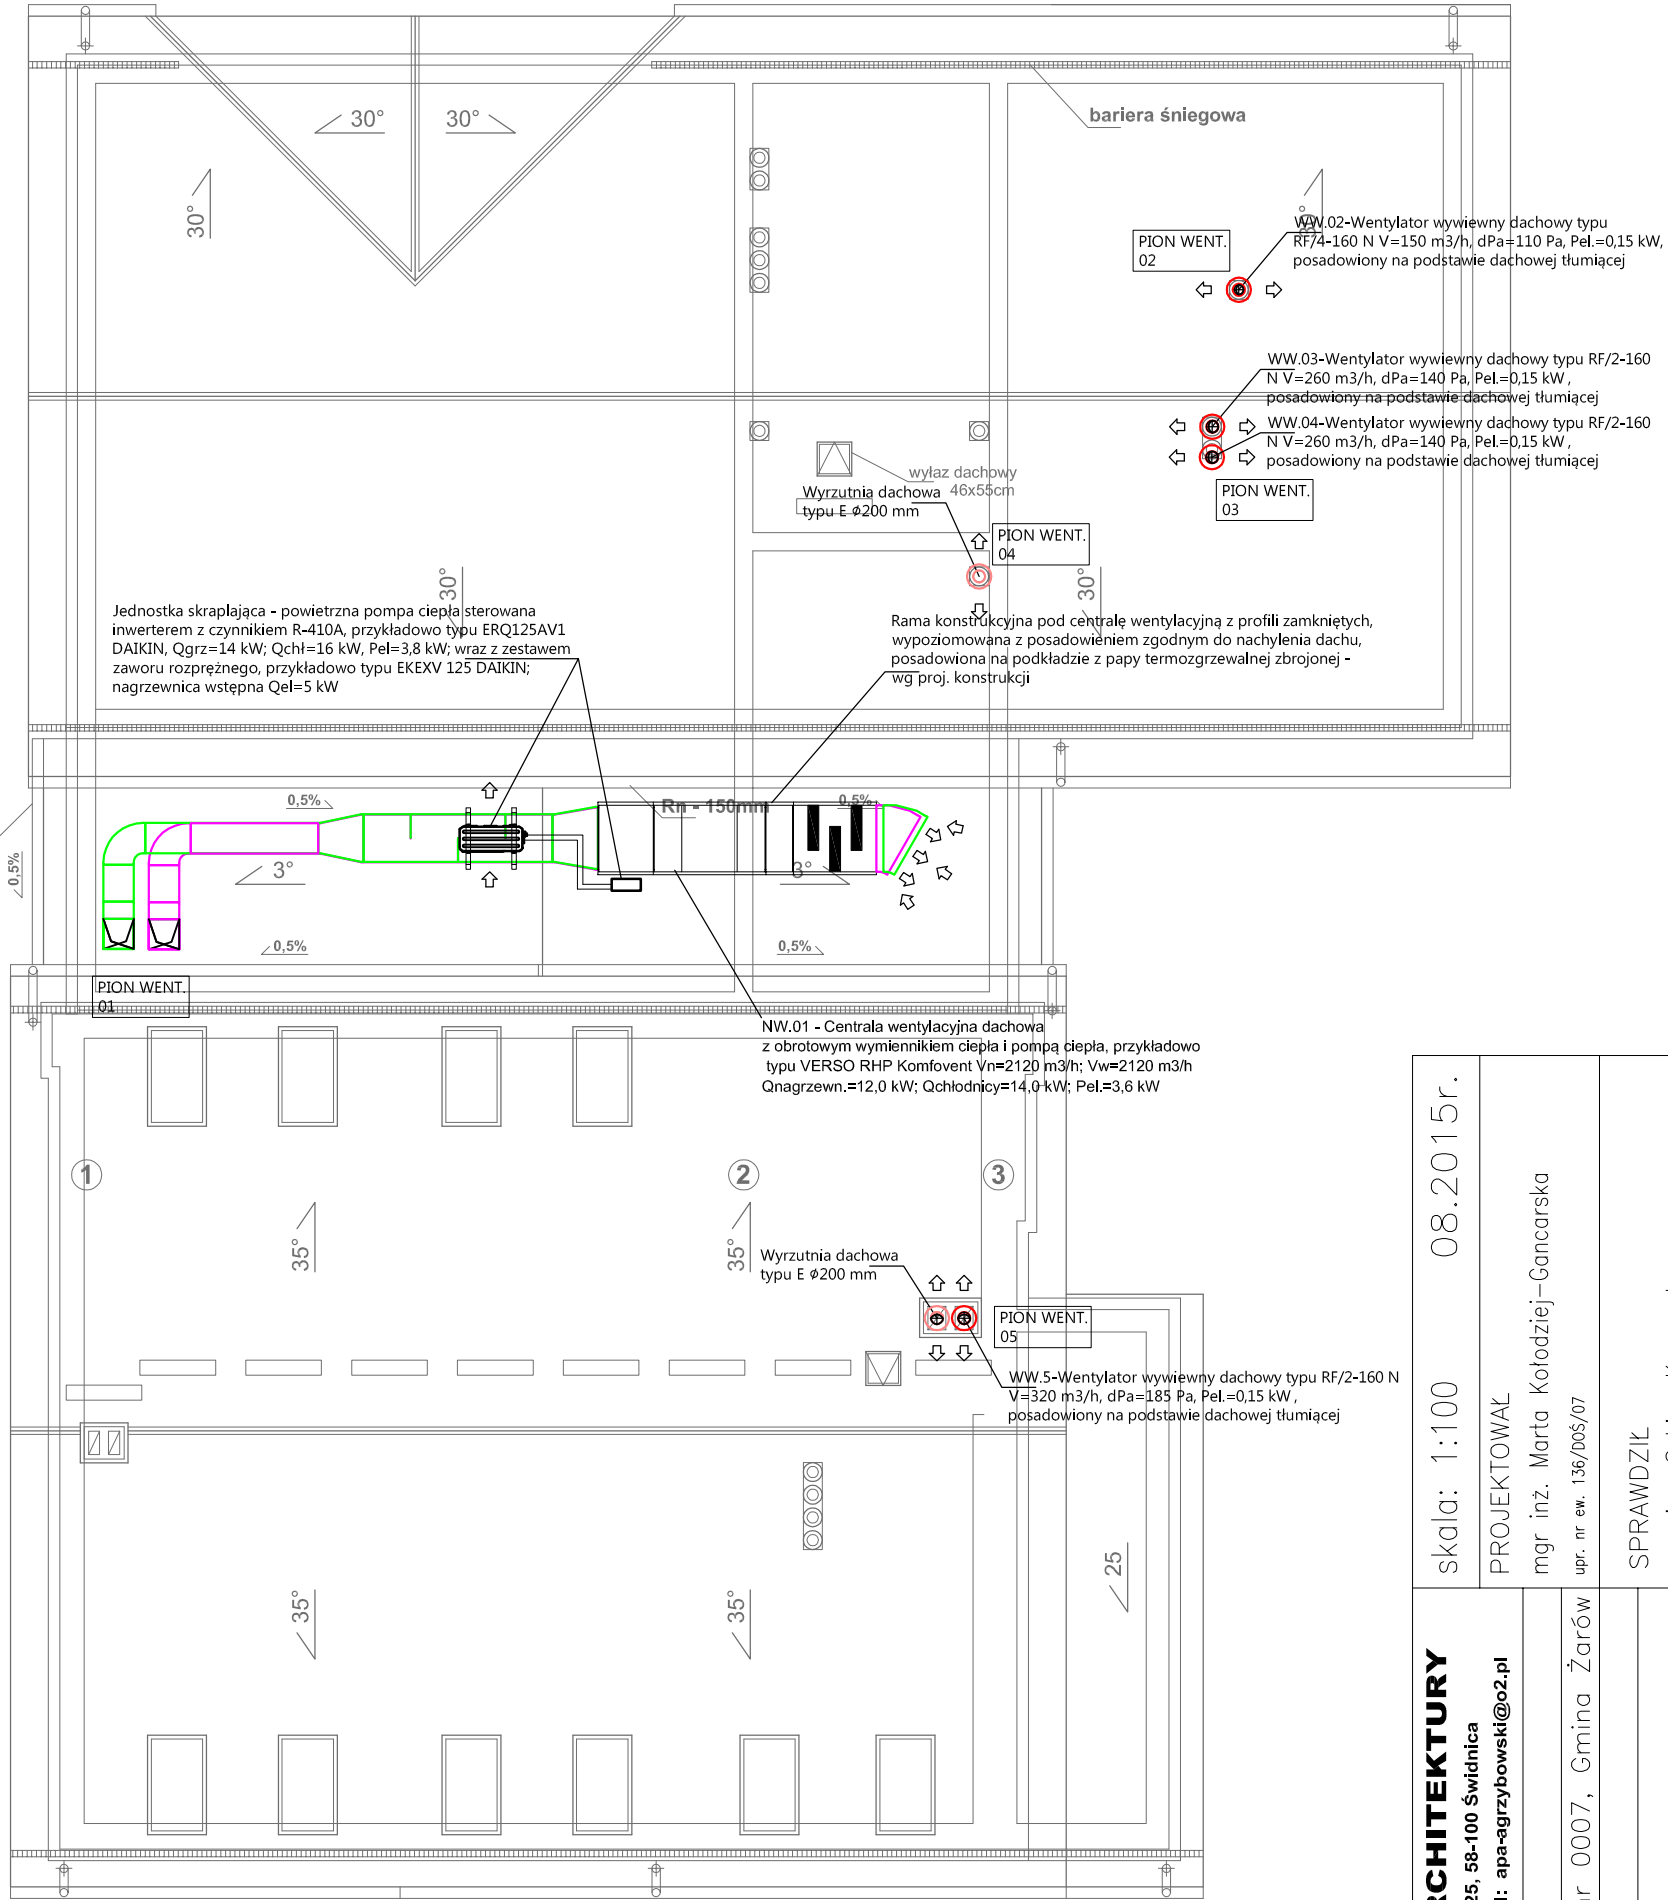 30°
30°
bariera śniegowa
30°
30°
WW.02-Wentylator wywiewny dachowy typu
RF/4-160 N V=150 m3/h, dPa=110 Pa, Pel.=0,15 kW,
posadowiony na podstawie dachowej tłumiącej
PION WENT.
02
WW.03-Wentylator wywiewny dachowy typu RF/2-160
N V=260 m3/h, dPa=140 Pa, Pel.=0,15 kW ,
posadowiony na podstawie dachowej tłumiącej
WW.04-Wentylator wywiewny dachowy typu RF/2-160
N V=260 m3/h, dPa=140 Pa, Pel.=0,15 kW ,
posadowiony na podstawie dachowej tłumiącej
PION WENT.
03
wyłaz dachowy
46x55cm
Wyrzutnia dachowa
typu E ø200 mm
PION WENT.
04
30°
30°
Jednostka skraplająca - powietrzna pompa ciepła sterowana
inwerterem z czynnikiem R-410A, przykładowo typu ERQ125AV1
DAIKIN, Qgrz=14 kW; Qchł=16 kW, Pel=3,8 kW; wraz z zestawem
zaworu rozprężnego, przykładowo typu EKEXV 125 DAIKIN;
nagrzewnica wstępna Qel=5 kW
Rama konstrukcyjna pod centralę wentylacyjną z profili zamkniętych,
wypoziomowana z posadowieniem zgodnym do nachylenia dachu,
posadowiona na podkładzie z papy termozgrzewalnej zbrojonej -
wg proj. konstrukcji
0,5%
Rn - 150mm
0,5%
0,5%
3°
3°
0,5%
0,5%
PION WENT.
01
NW.01 - Centrala wentylacyjna dachowa
z obrotowym wymiennikiem ciepła i pompą ciepła, przykładowo
typu VERSO RHP Komfovent Vn=2120 m3/h; Vw=2120 m3/h
Qnagrzewn.=12,0 kW; Qchłodnicy=14,0 kW; Pel.=3,6 kW
1
2
3
35°
35°
Wyrzutnia dachowa
typu E ø200 mm
PION WENT.
05
WW.5-Wentylator wywiewny dachowy typu RF/2-160 N
V=320 m3/h, dPa=185 Pa, Pel.=0,15 kW ,
posadowiony na podstawie dachowej tłumiącej
35°
35°
25
skala: 1:100 08.2015r.
PROJEKTOWAŁ
mgr inż. Marta Kołodziej-Gancarska
upr. nr ew. 136/DOŚ/07
SPRAWDZIŁ
RCHITEKTURY
25, 58-100 Świdnica
l: apa-agrzybowski@o2.pl
r 0007, Gmina Żarów